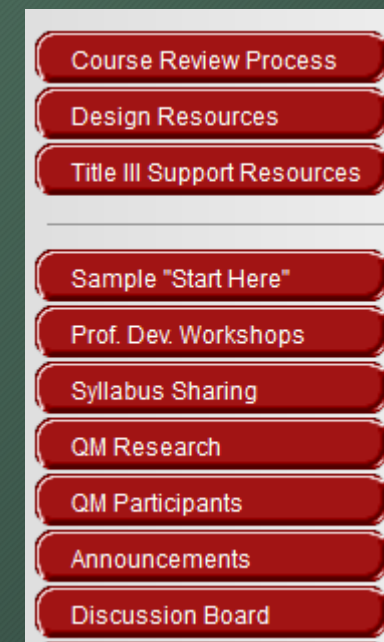 Course Review Process
Design Resources
Title III Support Resources
Sample "Start Here"
Prof. Dev. Workshops
Syllabus Sharing
QM Research
QM Participants
Announcements
Discussion Board